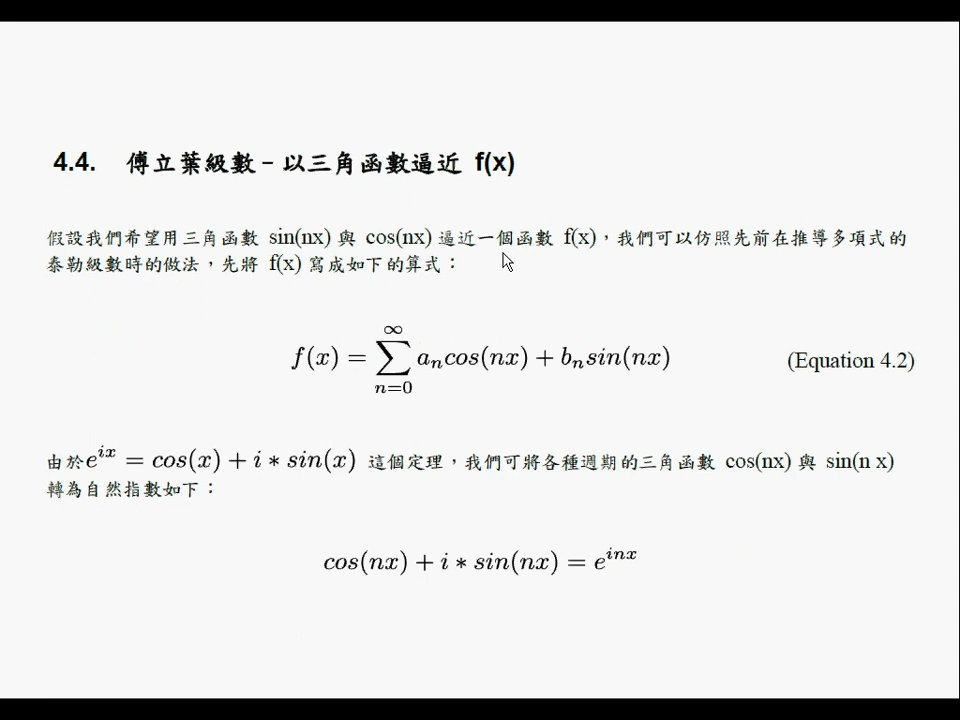 4.4. 傅立葉級數 – 以三角函數逼近 f(x)
假設我們希望用三角函數 sin(nx) 與 cos(nx) 逼近一個函數 f(x)，我們可以仿照先前在推導多項式的
泰勒級數時的做法，先將 f(x) 寫成如下的算式：
f(x) = ∑_{n=0}^{∞} a_n cos(nx) + b_n sin(nx) (Equation 4.2)
由於 e^{ix} = cos(x) + i * sin(x) 這個定理，我們可將各種週期的三角函數 cos(nx) 與 sin(n x)
轉為自然指數如下：
cos(nx) + i * sin(nx) = e^{inx}